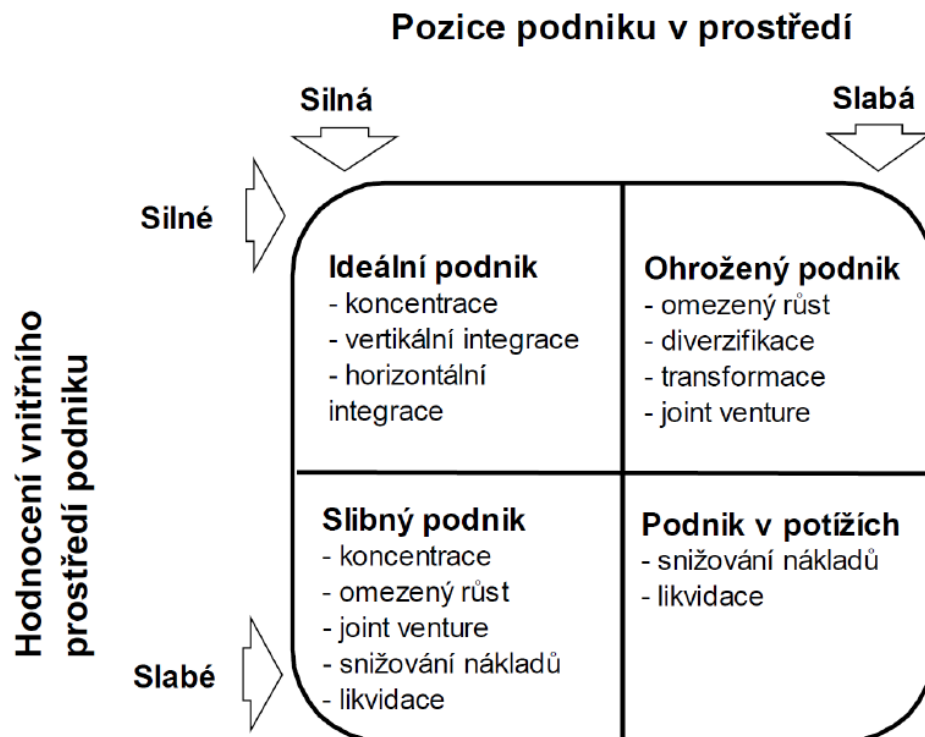 Pozice podniku v prostředí
Silná
Slabá
Silné
Hodnocení vnitřního
prostředí podniku
Ideální podnik
- koncentrace
- vertikální integrace
- horizontální
integrace
Ohrožený podnik
- omezený růst
- diverzifikace
- transformace
- joint venture
Slabé
Slibný podnik
- koncentrace
- omezený růst
- joint venture
- snižování nákladů
- likvidace
Podnik v potížích
- snižování nákladů
- likvidace